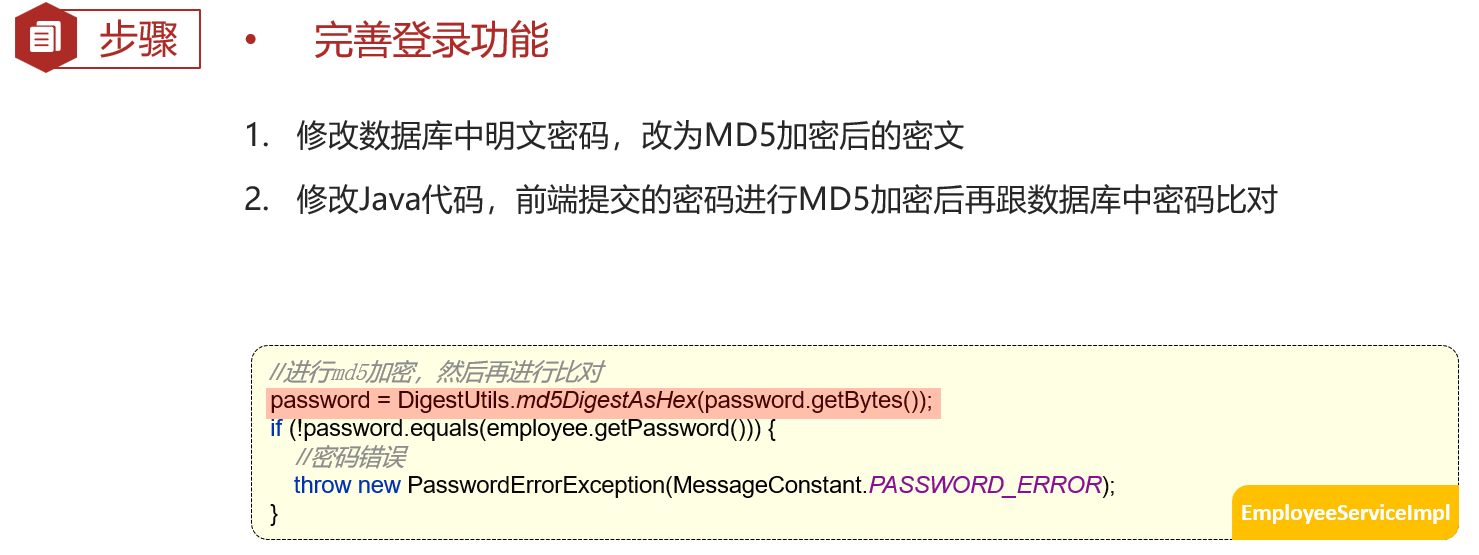 步骤
• 完善登录功能
1. 修改数据库中明文密码，改为MD5加密后的密文
2. 修改Java代码，前端提交的密码进行MD5加密后再跟数据库中密码比对
//进行md5加密，然后再进行比对
password = DigestUtils.md5DigestAsHex(password.getBytes());
if (!password.equals(employee.getPassword())) {
//密码错误
throw new PasswordErrorException(MessageConstant.PASSWORD_ERROR);
}
EmployeeServiceImpl